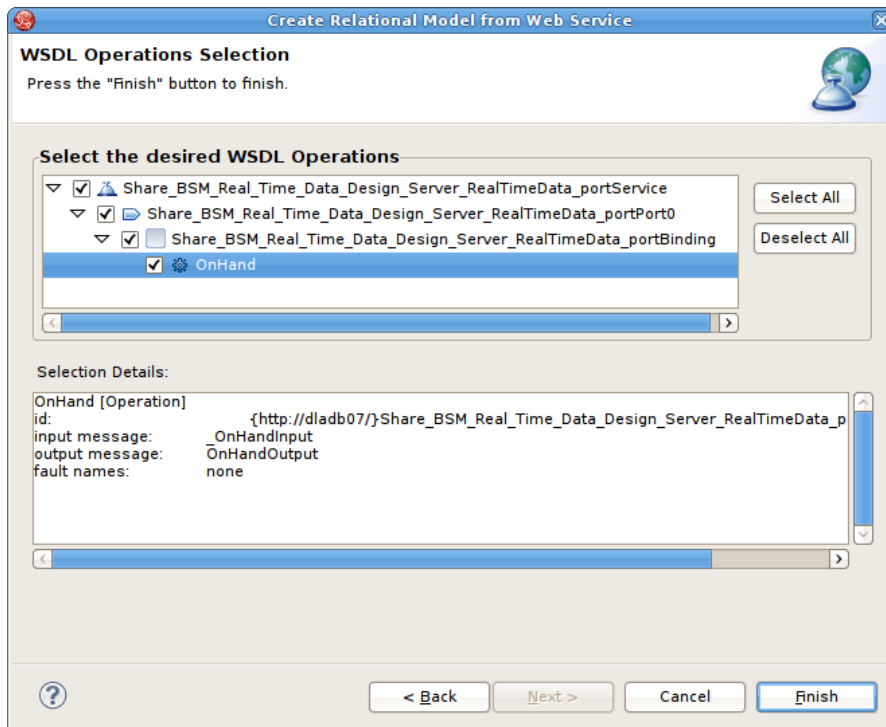 Create Relational Model from Web Service
WSDL Operations Selection
Press the "Finish" button to finish.
Select the desired WSDL Operations
Share_BSM_Real_Time_Data_Design_Server_RealTimeData_portService
Share_BSM_Real_Time_Data_Design_Server_RealTimeData_portPort0
Share_BSM_Real_Time_Data_Design_Server_RealTimeData_portBinding
OnHand
Select All
Deselect All
Selection Details:
OnHand [Operation]
id: {http://dladb07/}Share_BSM_Real_Time_Data_Design_Server_RealTimeData_p
input message: _OnHandInput
output message: OnHandOutput
fault names: none
< Back
Next >
Cancel
Finish